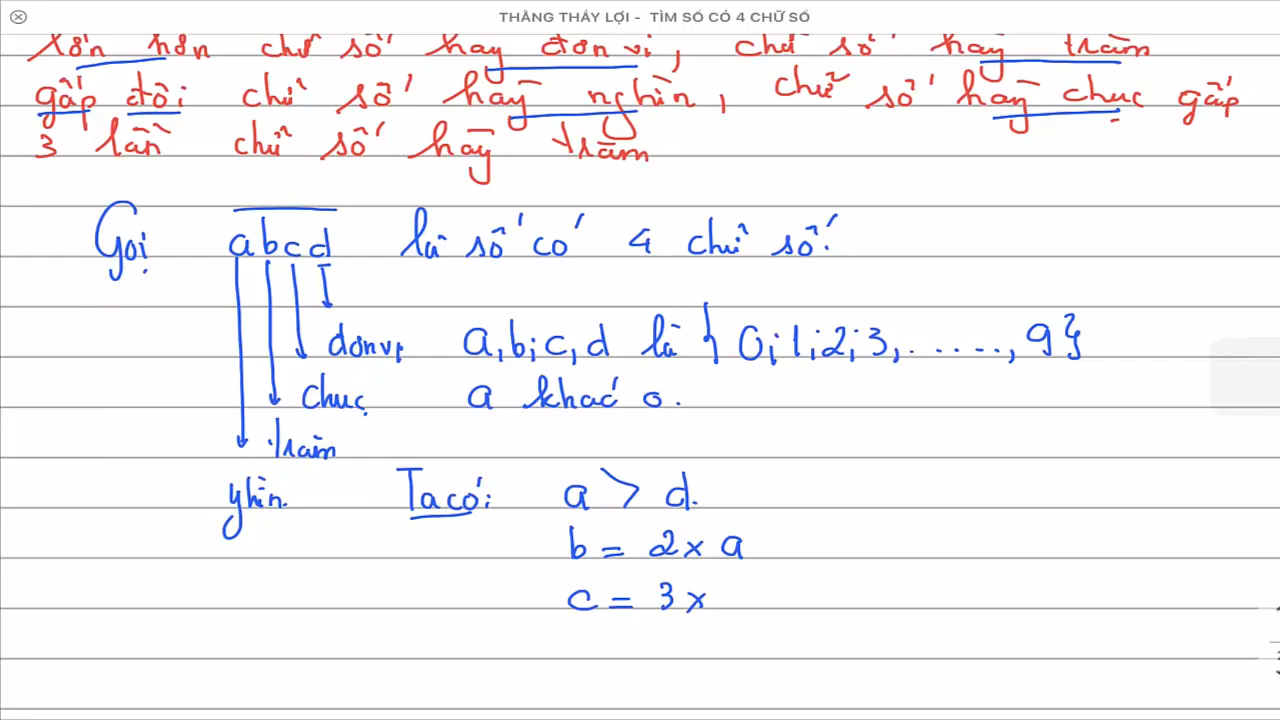 THẰNG THẦY LỢI - TÌM SỐ CÓ 4 CHỮ SỐ
lớn hơn chữ số hàng đơn vị, chữ số hàng trăm
gấp đôi chữ số hàng nghìn, chữ số hàng chục gấp
3 lần chữ số hàng trăm
Gọi abcd là số có 4 chữ số.
đơn vị a, b; c, d là {0; 1; 2; 3, ....., 9}
chục a khác 0.
trăm
nghìn. Ta có: a > d.
b = 2 x a
c = 3 x